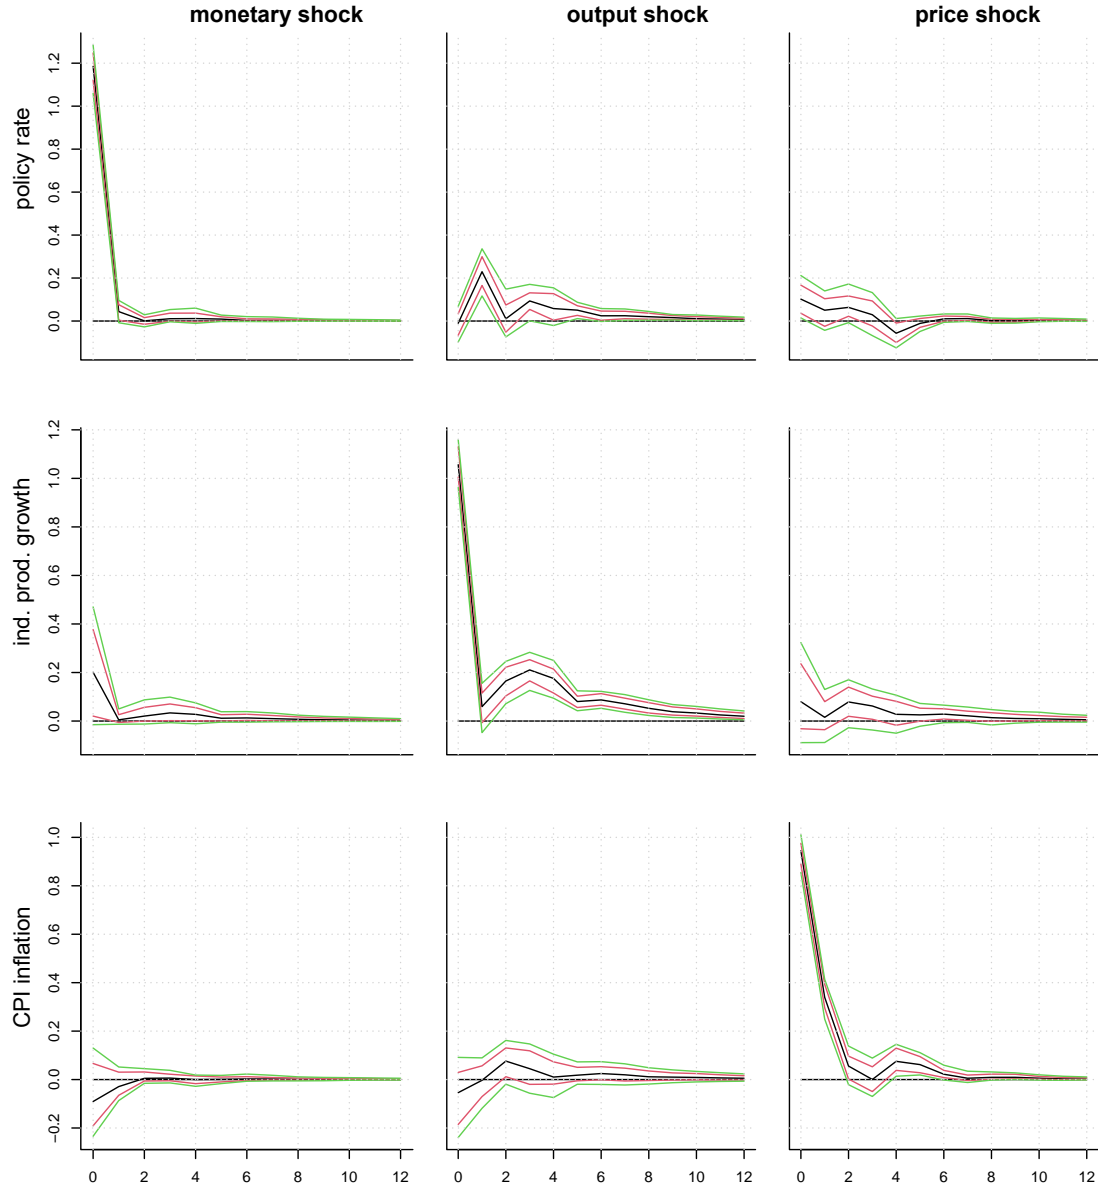 monetary shock output shock price shock
policy rate
0.0 0.2 0.4 0.6 0.8 1.0 1.2
ind. prod. growth
0.0 0.2 0.4 0.6 0.8 1.0 1.2
CPI inflation
−0.2 0.0 0.2 0.4 0.6 0.8 1.0
0 2 4 6 8 10 12 0 2 4 6 8 10 12 0 2 4 6 8 10 12